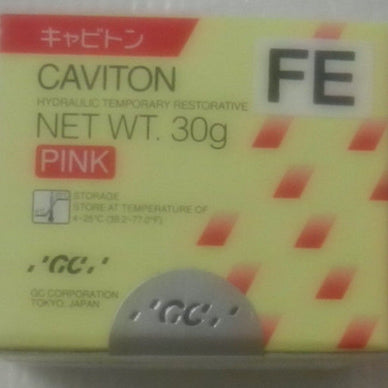 キャビトン
FE
CAVITON
HYDRAULIC TEMPORARY RESTORATIVE
NET WT. 30g
PINK
STORAGE
STORE AT TEMPERATURE OF
4-25°C (39.2-77.0°F)
GC
GC CORPORATION
TOKYO, JAPAN
GC